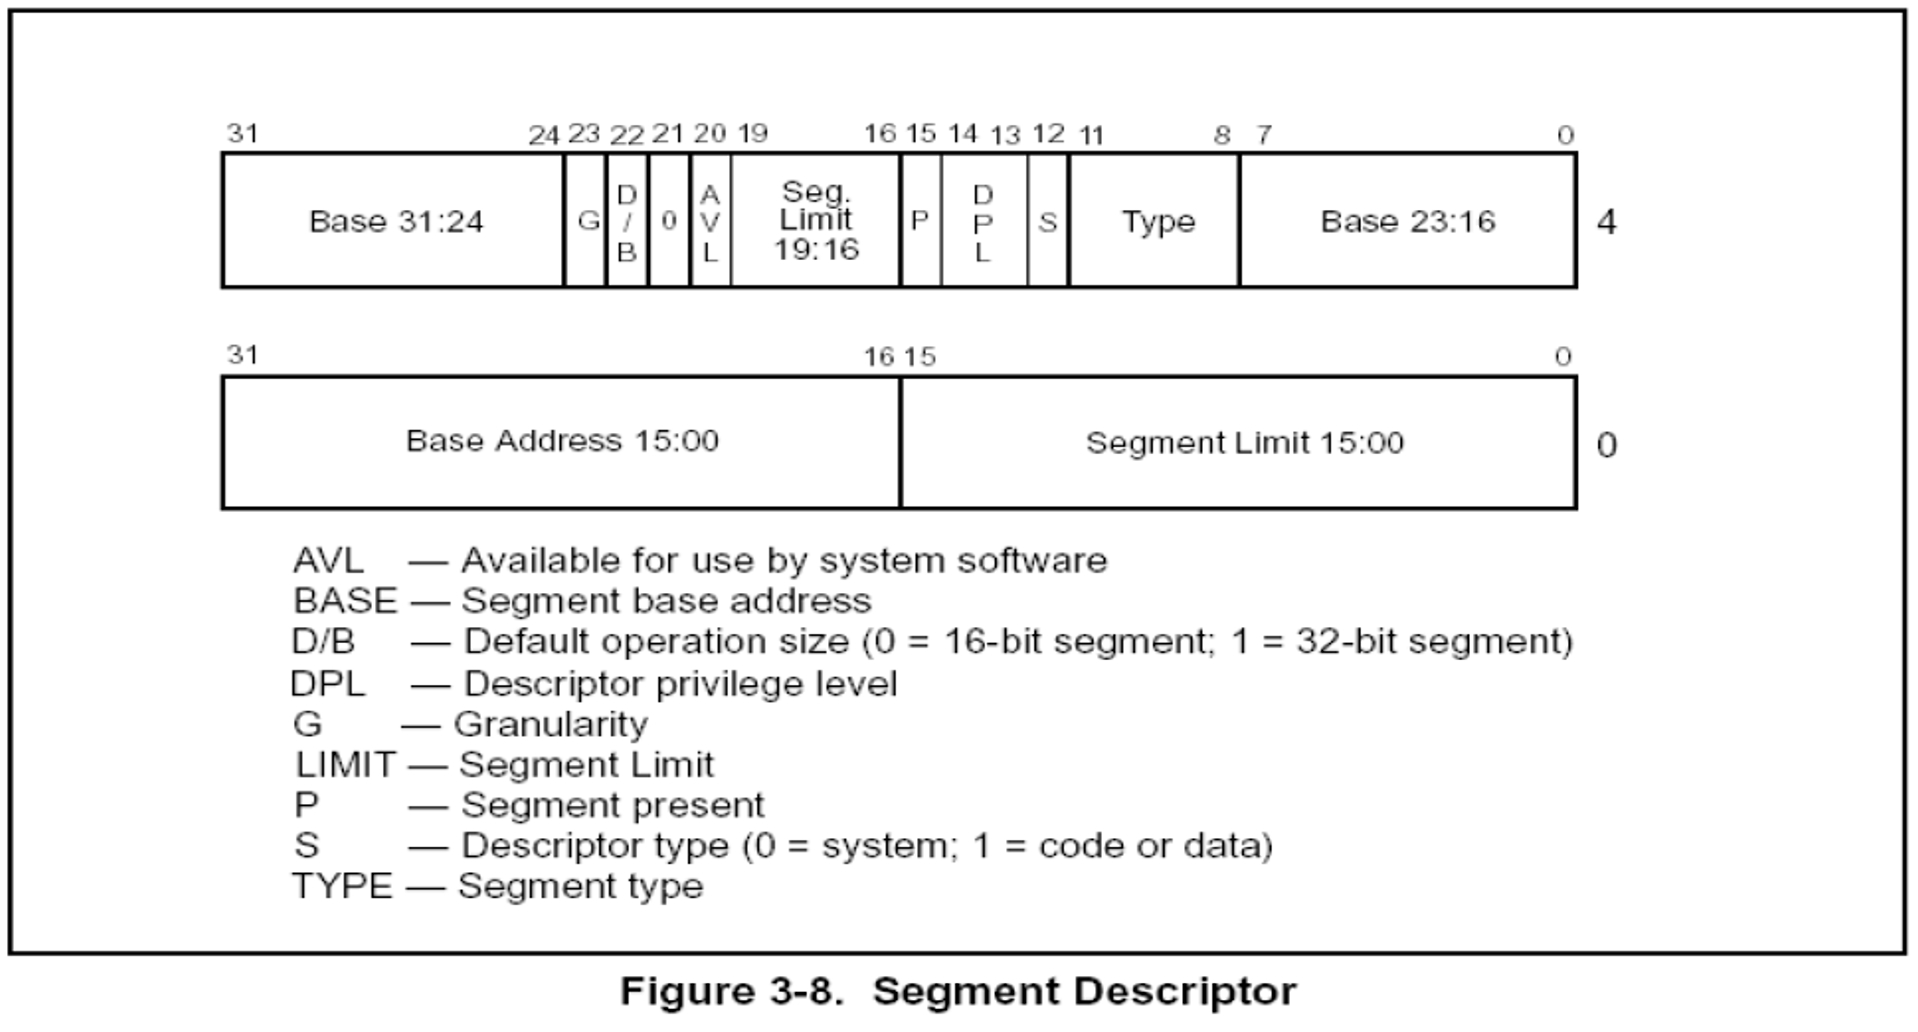 31 24 23 22 21 20 19 16 15 14 13 12 11 8 7 0
Base 31:24 G D/B 0 AVL Seg. Limit 19:16 P DPL S Type Base 23:16 4
31 16 15 0
Base Address 15:00 Segment Limit 15:00 0
AVL — Available for use by system software
BASE — Segment base address
D/B — Default operation size (0 = 16-bit segment; 1 = 32-bit segment)
DPL — Descriptor privilege level
G — Granularity
LIMIT — Segment Limit
P — Segment present
S — Descriptor type (0 = system; 1 = code or data)
TYPE — Segment type
Figure 3-8. Segment Descriptor